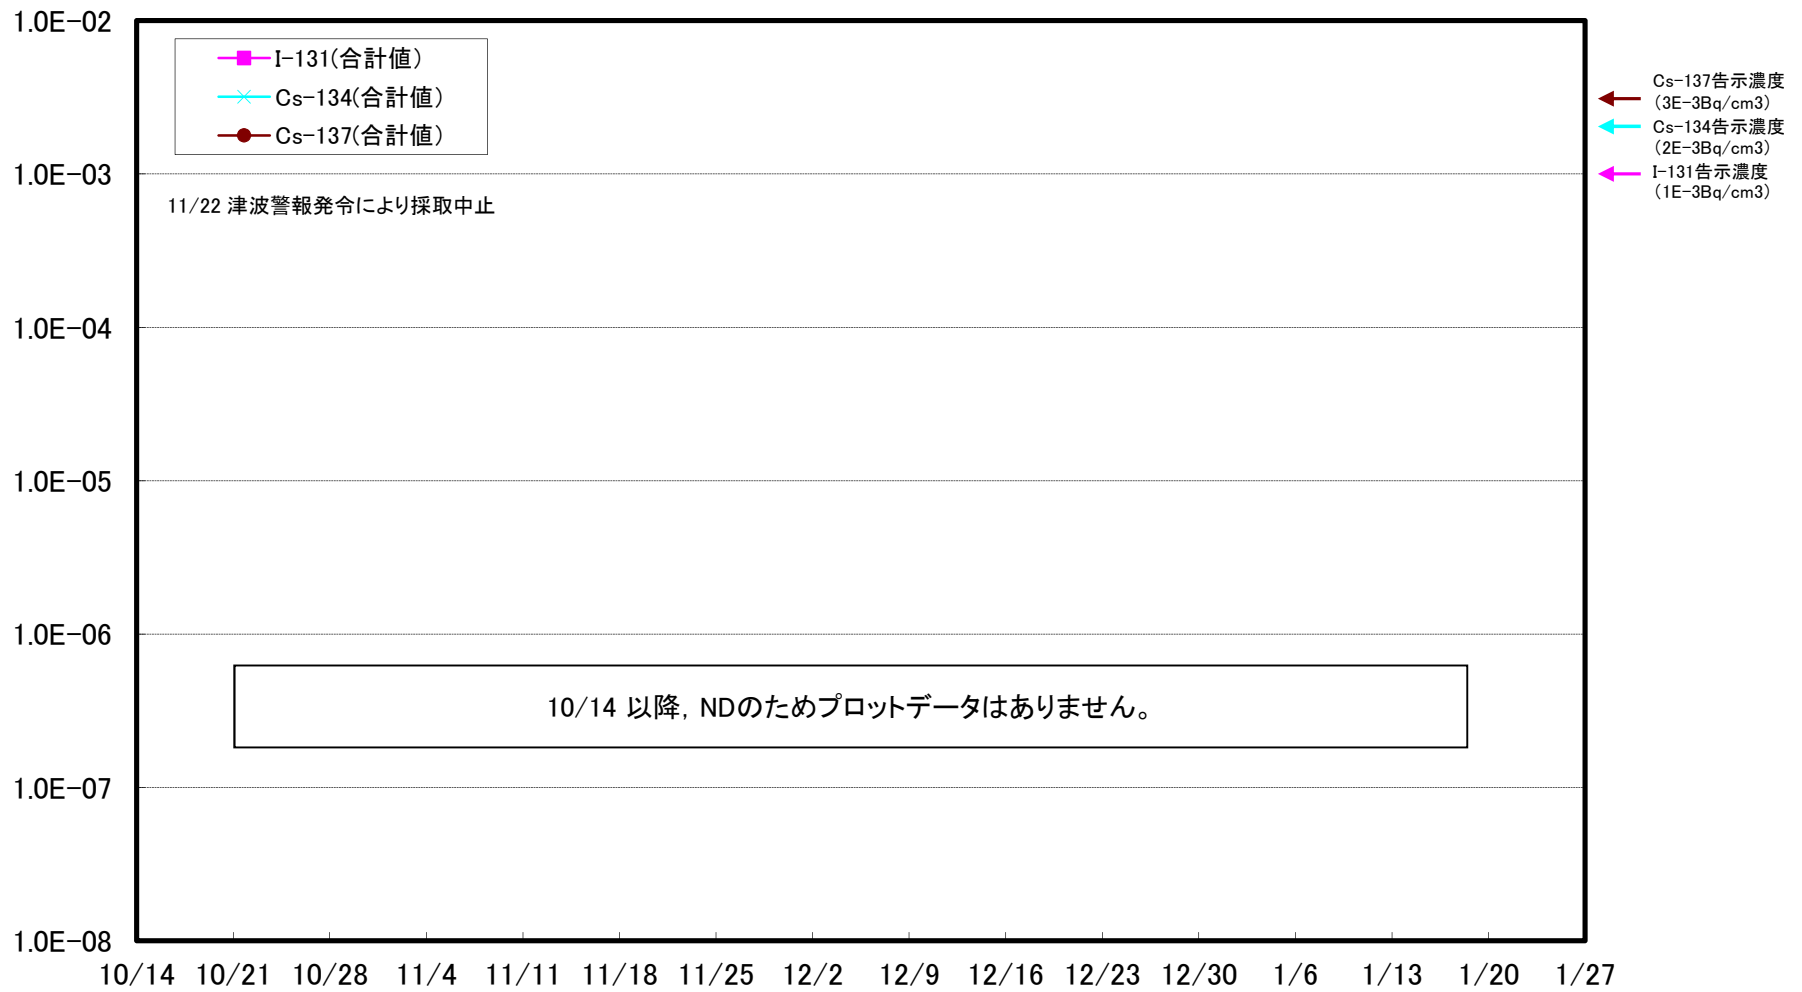 1.0E-02
1.0E-03
1.0E-04
1.0E-05
1.0E-06
1.0E-07
1.0E-08
I-131(合計値)
Cs-134(合計値)
Cs-137(合計値)
11/22 津波警報発令により採取中止
10/14 以降, NDのためプロットデータはありません。
Cs-137告示濃度
(3E-3Bq/cm3)
Cs-134告示濃度
(2E-3Bq/cm3)
I-131告示濃度
(1E-3Bq/cm3)
10/14 10/21 10/28 11/4 11/11 11/18 11/25 12/2 12/9 12/16 12/23 12/30 1/6 1/13 1/20 1/27